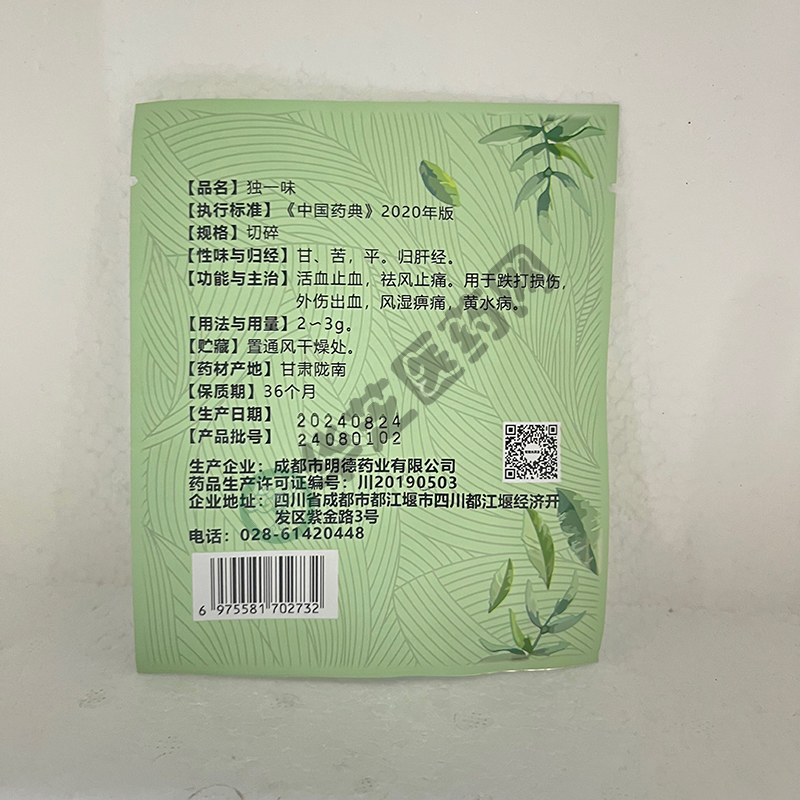 【品名】独一味
【执行标准】《中国药典》2020年版
【规格】切碎
【性味与归经】甘、苦，平。归肝经。
【功能与主治】活血止血，祛风止痛。用于跌打损伤，
外伤出血，风湿痹痛，黄水病。
【用法与用量】2～3g。
【贮藏】置通风干燥处。
【药材产地】甘肃陇南
【保质期】36个月
【生产日期】 20240824
【产品批号】 24080102
生产企业：成都市明德药业有限公司
药品生产许可证编号：川20190503
企业地址：四川省成都市都江堰市四川都江堰经济开
发区紫金路3号
电话：028-61420448
6 975581 702732
医药网